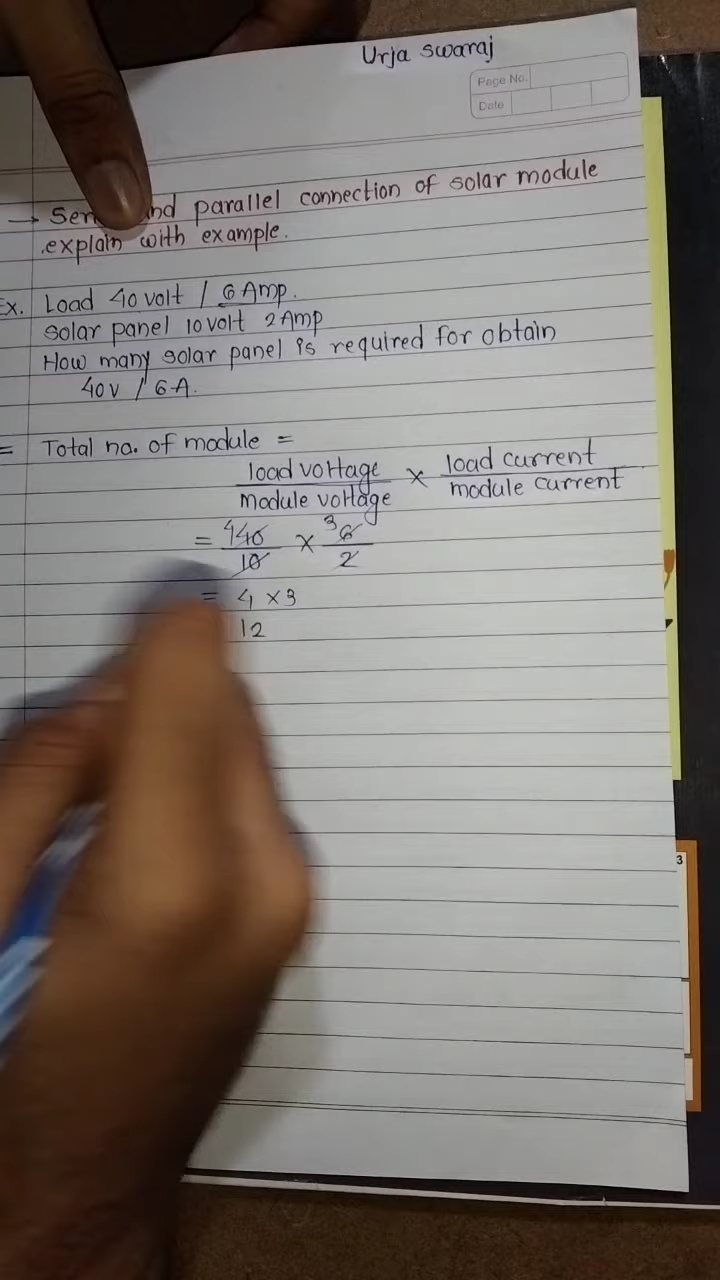 Urja swaraj
Page No.
Date
→ Ser nd parallel connection of solar module
explain with example.
Ex. Load 40 volt / 6 Amp.
solar panel 10 volt 2 Amp
How many solar panel is required for obtain
40v / 6A.
= Total no. of module =
load voltage / module voltage × load current / module current
= 4 40 / 10 × 3 6 / 2
= 4 × 3
12
3